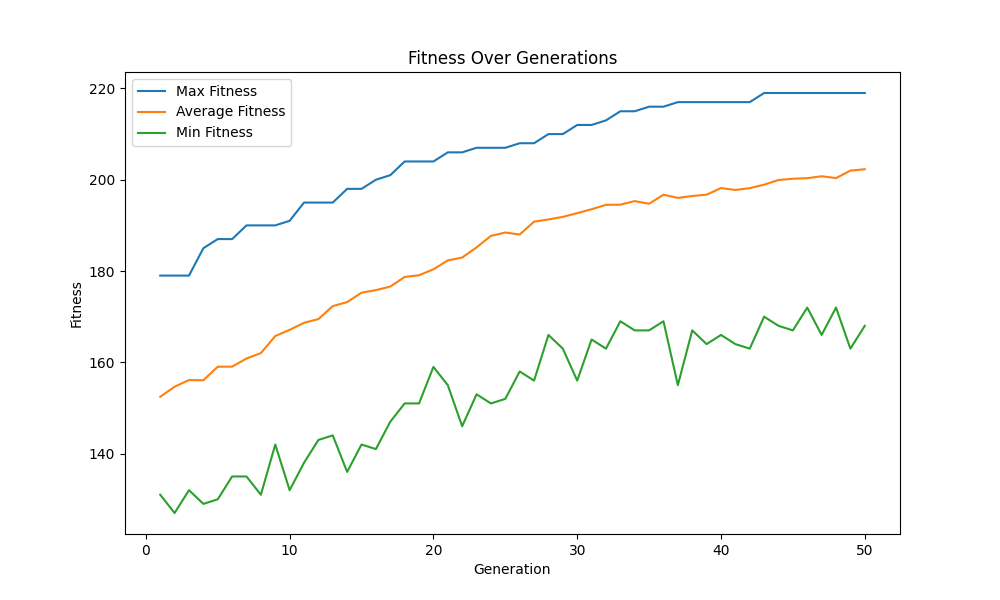 Fitness Over Generations
Max Fitness
Average Fitness
Min Fitness
220
200
180
160
140
Fitness
0 10 20 30 40 50
Generation